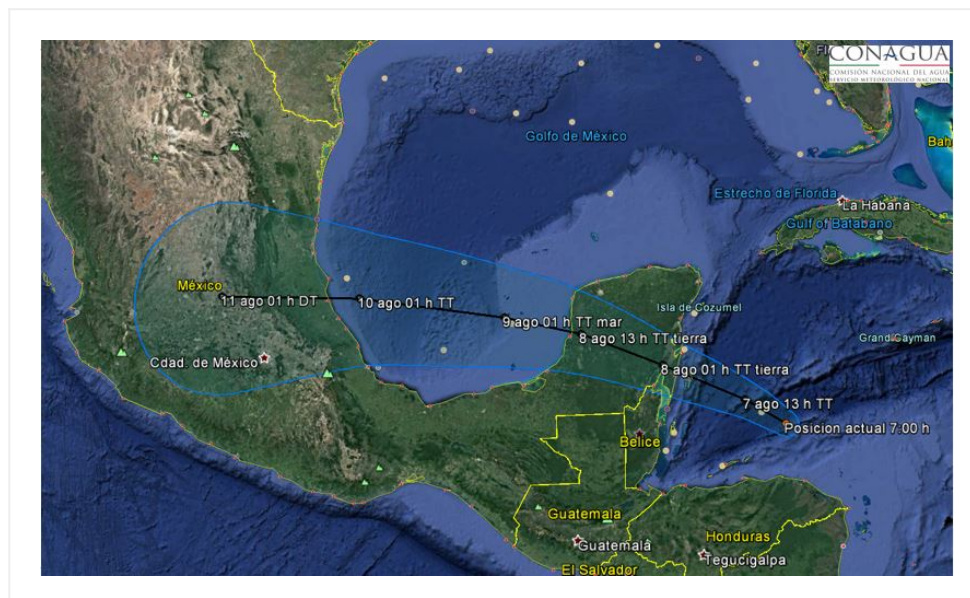 CONAGUA
COMISIÓN NACIONAL DEL AGUA
SERVICIO METEOROLÓGICO NACIONAL
Golfo de México
Bah
Estrecho de Florida
La Habana
Gulf of Batabano
México
11 ago 01 h DT
10 ago 01 h TT
Isla de Cozumel
9 ago 01 h TT mar
8 ago 13 h TT tierra
Grand Cayman
Cdad. de México
8 ago 01 h TT tierra
7 ago 13 h TT
Posicion actual 7:00 h
Belice
Guatemala
Honduras
Guatemala
Tegucigalpa
El Salvador